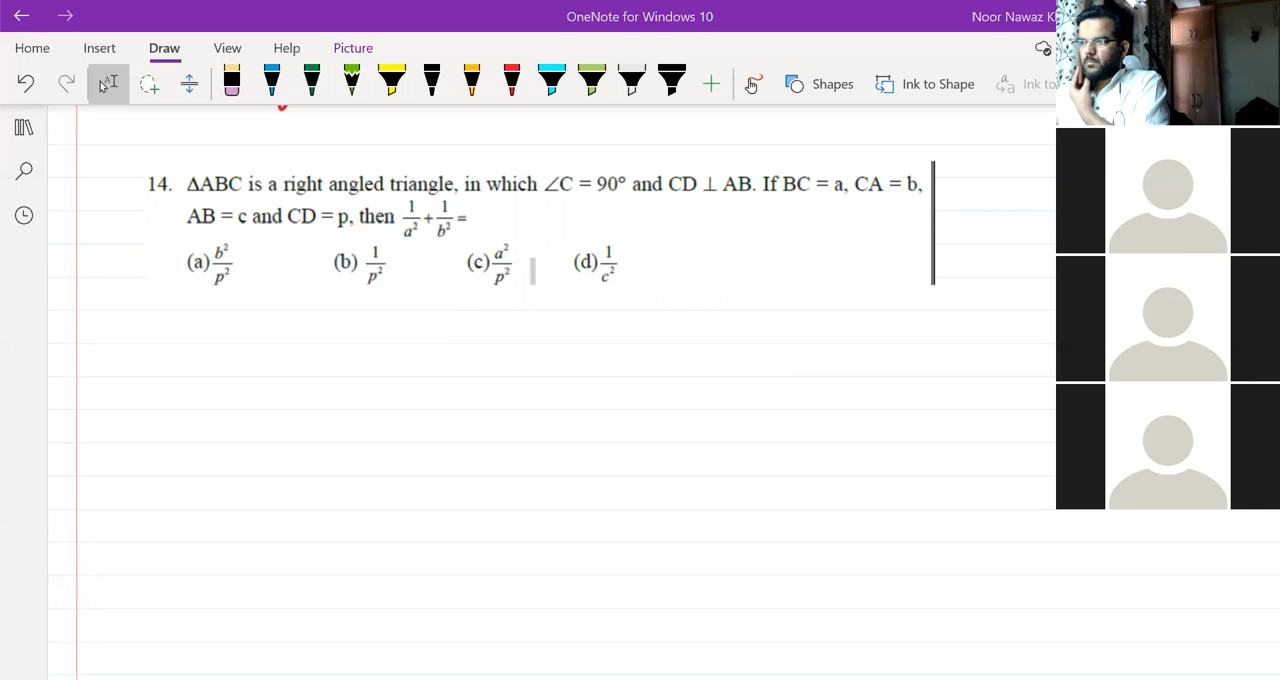 OneNote for Windows 10
Noor Nawaz K
Home Insert Draw View Help Picture
Shapes Ink to Shape Ink to
14. ΔABC is a right angled triangle, in which ∠C = 90° and CD ⊥ AB. If BC = a, CA = b,
AB = c and CD = p, then 1/a² + 1/b² =
(a) b²/p² (b) 1/p² (c) a²/p² (d) 1/c²